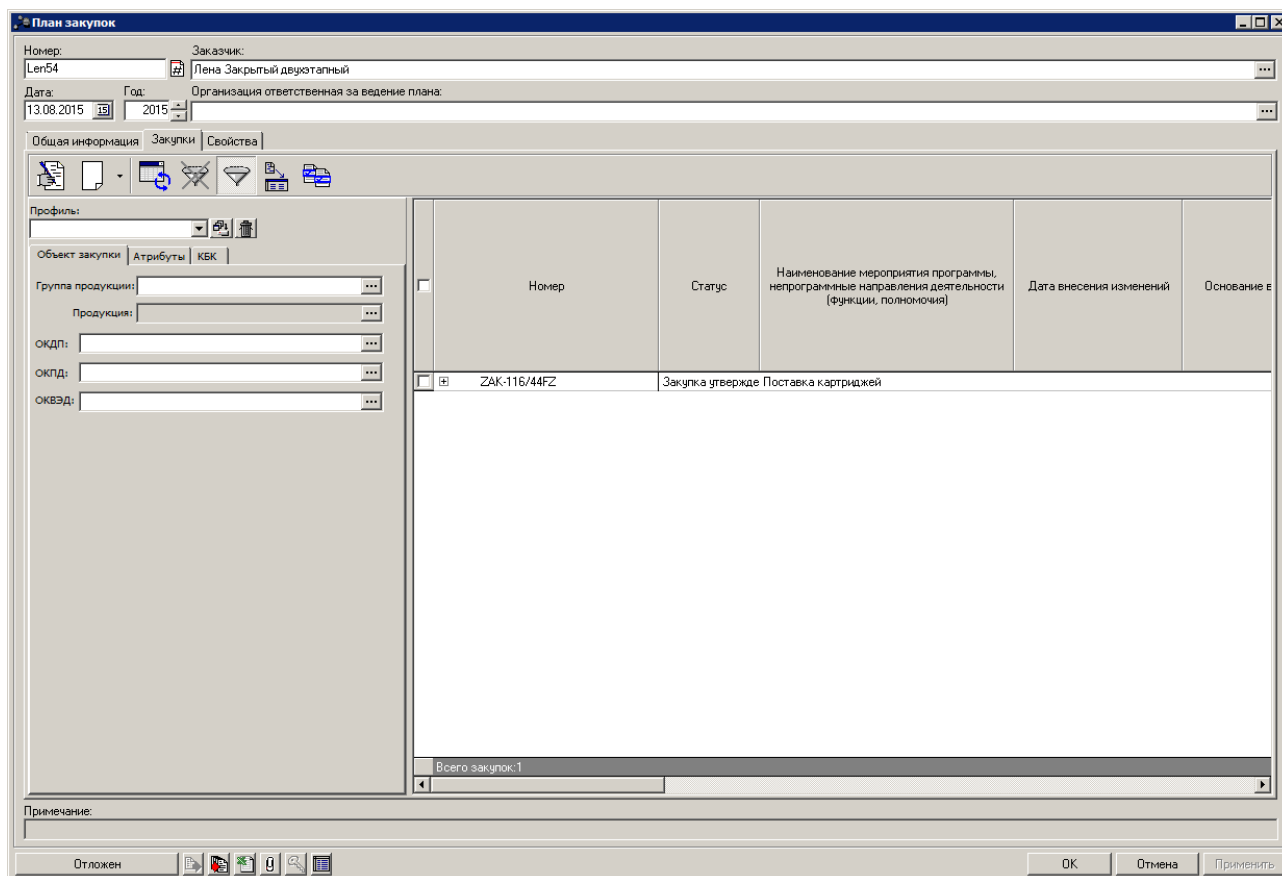 План закупок
Номер:
Заказчик:
Len54
Лена Закрытый двухэтапный
Дата:
Год:
Организация ответственная за ведение плана:
13.08.2015
15
2015
Общая информация
Закупки
Свойства
Профиль:
Объект закупки
Атрибуты
КБК
Группа продукции:
Продукция:
ОКДП:
ОКПД:
ОКВЭД:
Номер
Статус
Наименование мероприятия программы,
непрограммные направления деятельности
(функции, полномочия)
Дата внесения изменений
Основание в
ZAK-116/44FZ
Закупка утвержде
Поставка картриджей
Всего закупок:1
Примечание:
Отложен
OK
Отмена
Применить